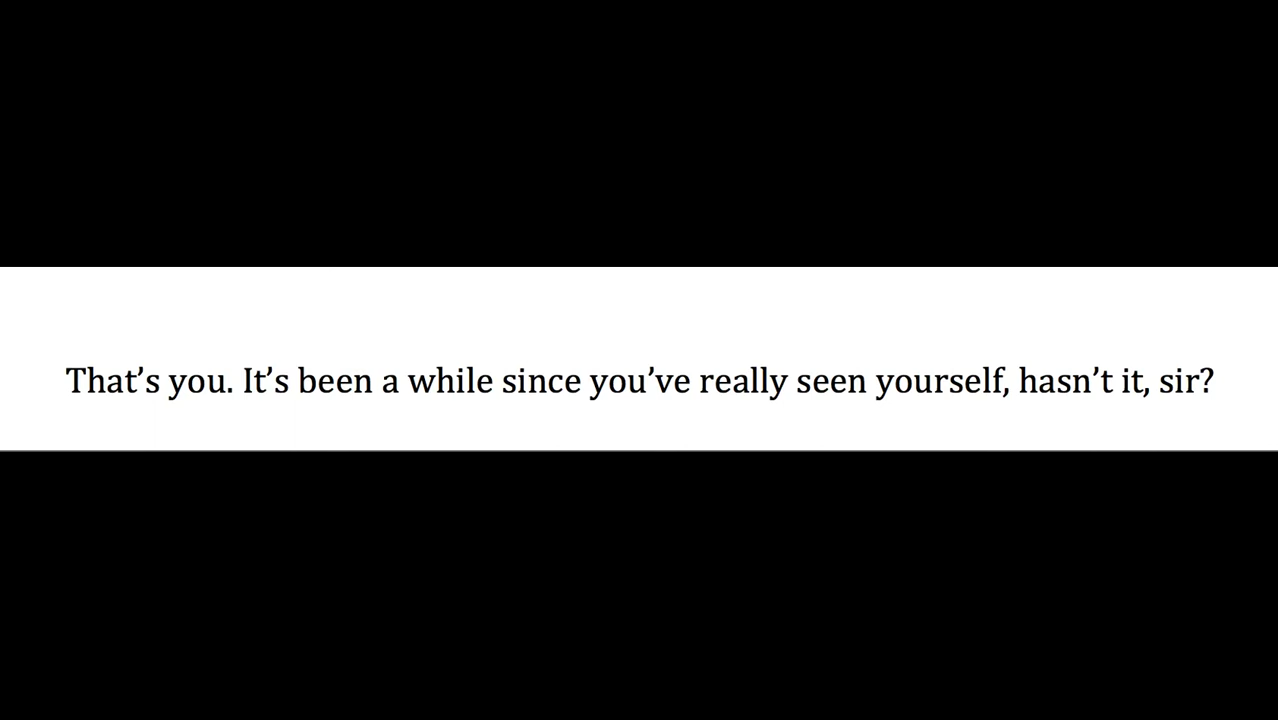 That’s you. It’s been a while since you’ve really seen yourself, hasn’t it, sir?